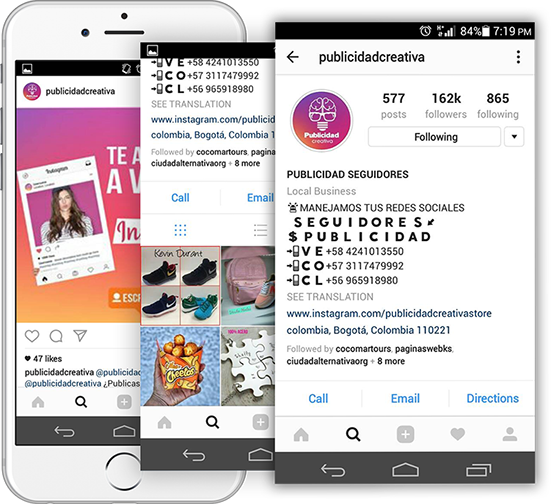 publicidadcreativa
Instagram
TE A
A V
In
ESC
47 likes
publicidadcreativa @publicidad
@publicidadcreativa ¿Publicas
V E +58 4241013550
C O +57 3117479992
C L +56 965918980
SEE TRANSLATION
www.instagram.com/publicid
colombia, Bogotá, Colombia 1
Followed by cocomartours, pagina
ciudadalternativaorg + 8 more
Call Email
Kevin Durant
Cheetos
84% 7:19 PM
publicidadcreativa
Publicidad
creativa
577 162k 865
posts followers following
Following
PUBLICIDAD SEGUIDORES
Local Business
MANEJAMOS TUS REDES SOCIALES
SEGUIDORES
$ PUBLICIDAD
V E +58 4241013550
C O +57 3117479992
C L +56 965918980
SEE TRANSLATION
www.instagram.com/publicidadcreativastore
colombia, Bogotá, Colombia 110221
Followed by cocomartours, paginaswebks,
ciudadalternativaorg + 8 more
Call Email Directions